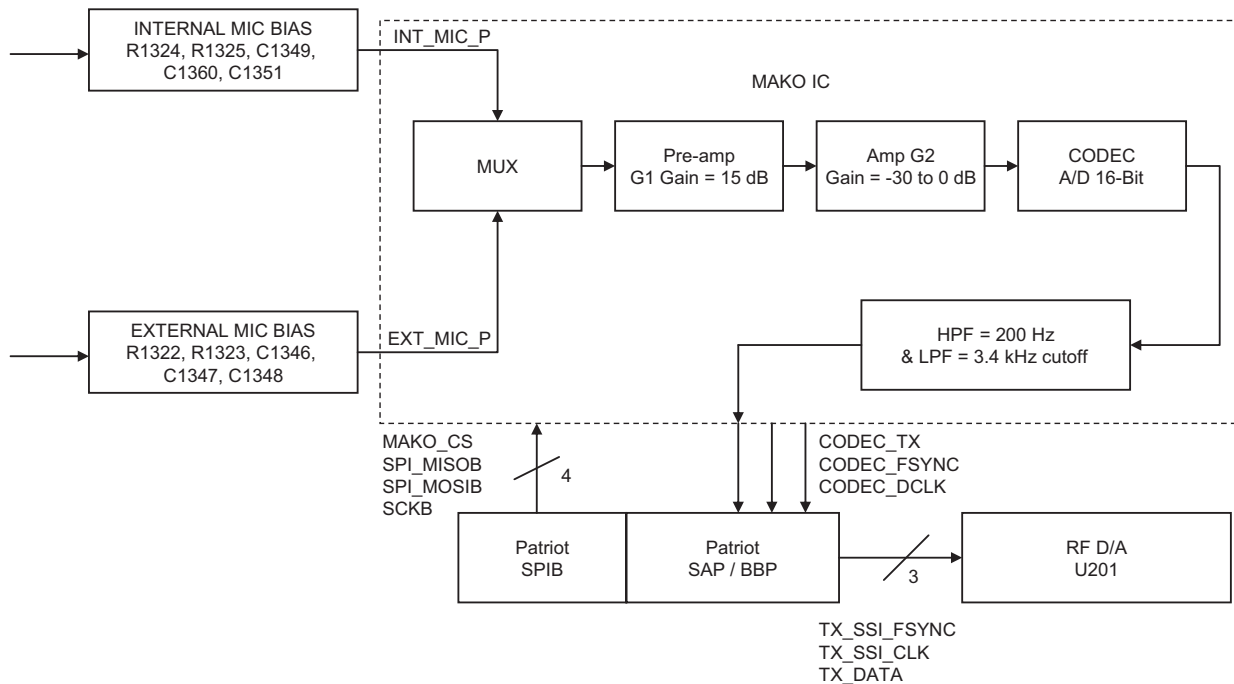 INTERNAL MIC BIAS
R1324, R1325, C1349,
C1360, C1351
INT_MIC_P
MAKO IC
MUX
Pre-amp
G1 Gain = 15 dB
Amp G2
Gain = -30 to 0 dB
CODEC
A/D 16-Bit
EXTERNAL MIC BIAS
R1322, R1323, C1346,
C1347, C1348
EXT_MIC_P
HPF = 200 Hz
& LPF = 3.4 kHz cutoff
MAKO_CS
SPI_MISOB
SPI_MOSIB
SCKB
4
CODEC_TX
CODEC_FSYNC
CODEC_DCLK
Patriot
SPIB
Patriot
SAP / BBP
3
RF D/A
U201
TX_SSI_FSYNC
TX_SSI_CLK
TX_DATA